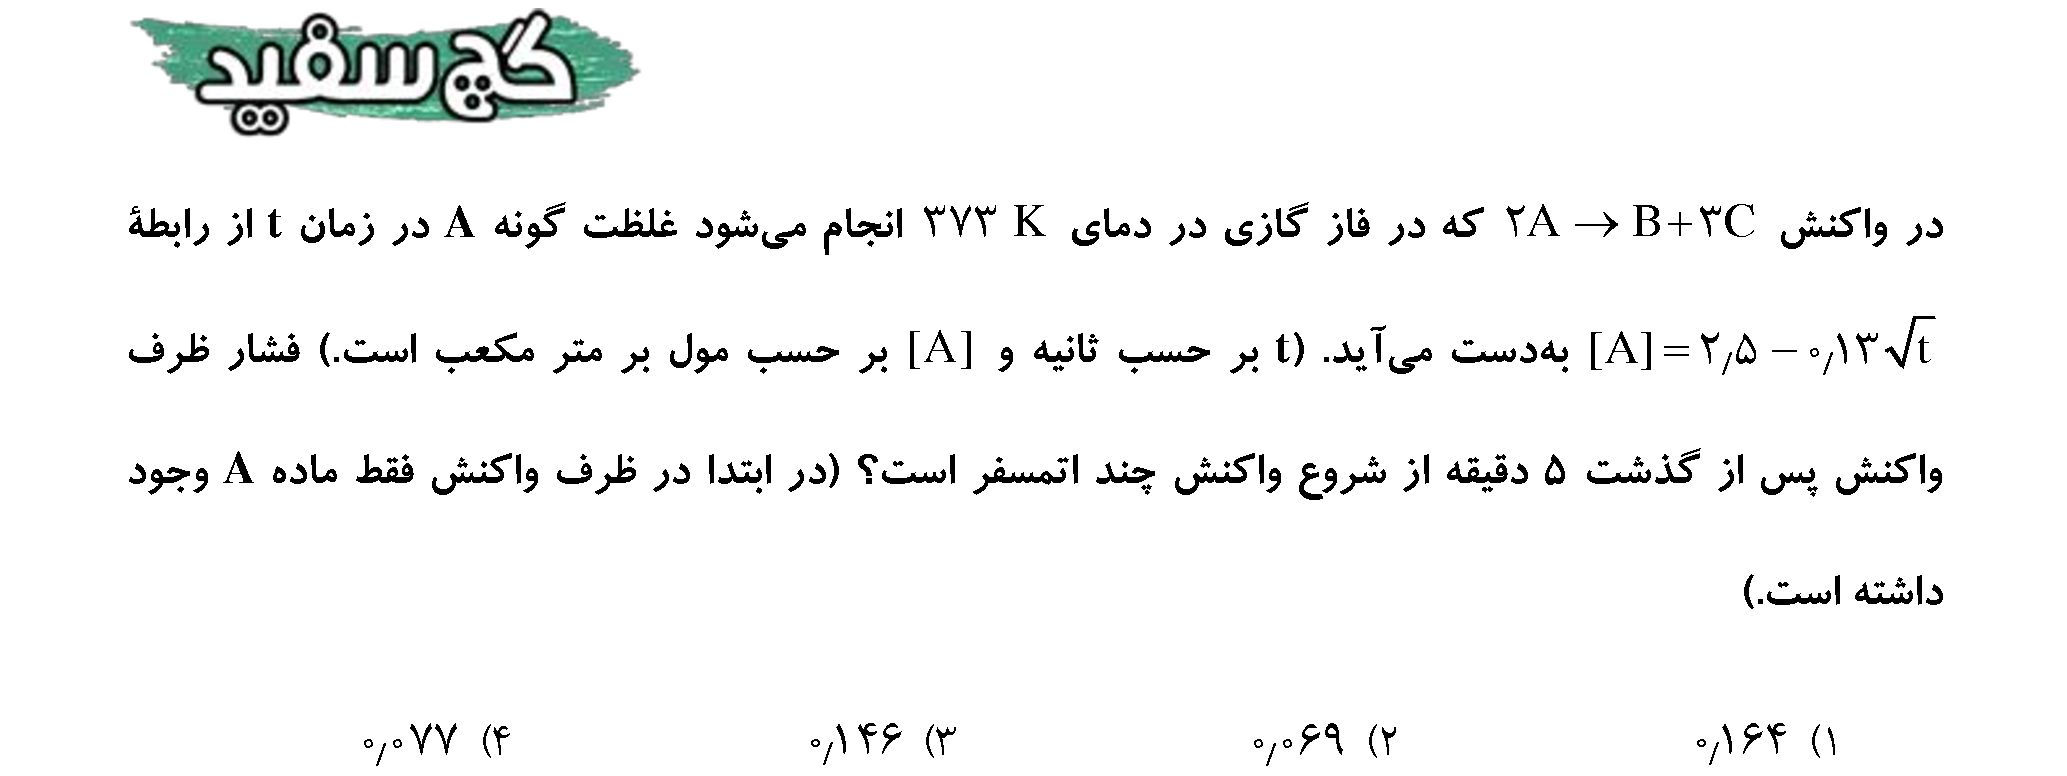 گچ سفید
در واکنش ۲A → B+۳C که در فاز گازی در دمای ۳۷۳ K انجام می‌شود غلظت گونه A در زمان t از رابطهٔ
[A] = ۲٫۵ − ۰٫۱۳√t به‌دست می‌آید. (t بر حسب ثانیه و [A] بر حسب مول بر متر مکعب است.) فشار ظرف
واکنش پس از گذشت ۵ دقیقه از شروع واکنش چند اتمسفر است؟ (در ابتدا در ظرف واکنش فقط ماده A وجود
داشته است.)
۱) ۰٫۱۶۴ ۲) ۰٫۰۶۹ ۳) ۰٫۱۴۶ ۴) ۰٫۰۷۷